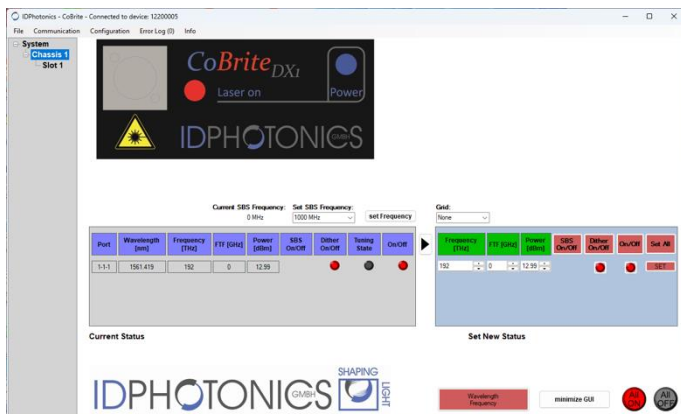 IDPhotonics - CoBrite - Connected to device: 12200005
File Communication Configuration Error Log (0) Info
System
Chassis 1
Slot 1
CoBrite DX1
Laser on Power
IDPHOTONICS GMBH
Current SBS Frequency: Set SBS Frequency: Grid:
0 MHz 1000 MHz set Frequency None
Port Wavelength [nm] Frequency [THz] FTF [GHz] Power [dBm] SBS On/Off Dither On/Off Tuning State On/Off Frequency [THz] FTF [GHz] Power [dBm] SBS On/Off Dither On/Off On/Off Set All
1-1-1 1561.419 192 0 12.99 192 0 12.99 SET
Current Status Set New Status
IDPHOTONICS GMBH SHAPING LIGHT
Wavelength
Frequency
minimize GUI
All ON
All OFF